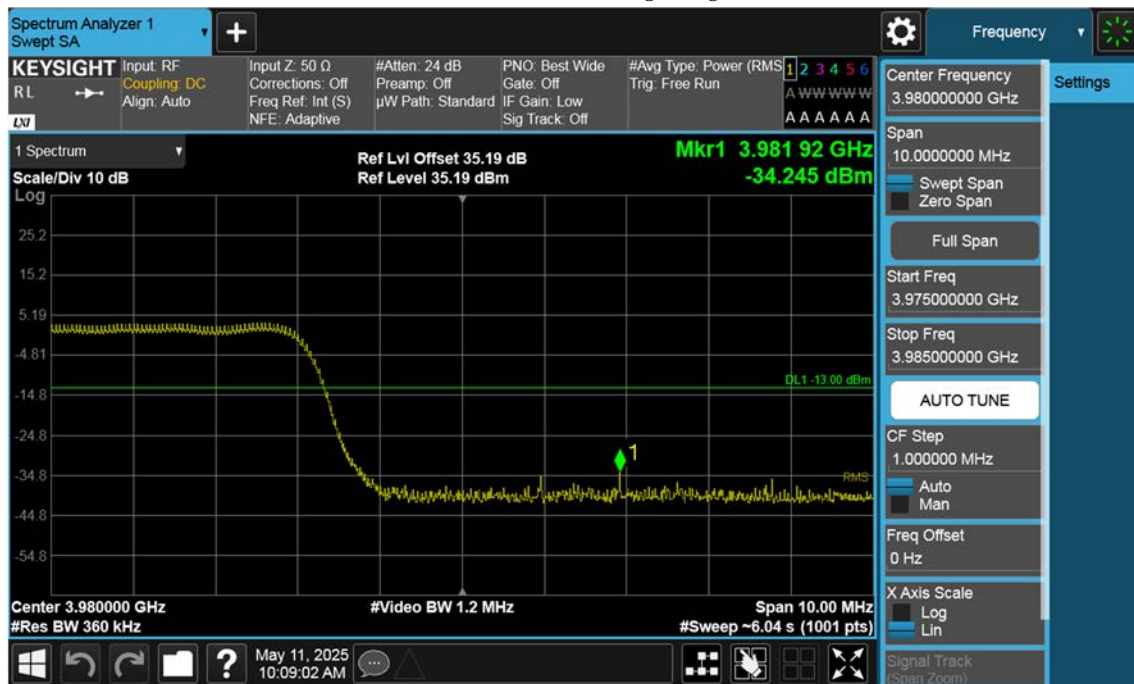 Spectrum Analyzer 1
Swept SA
Frequency
KEYSIGHT
RL
LXI
Input: RF
Coupling: DC
Align: Auto
Input Z: 50 Ω
Corrections: Off
Freq Ref: Int (S)
NFE: Adaptive
#Atten: 24 dB
Preamp: Off
µW Path: Standard
PNO: Best Wide
Gate: Off
IF Gain: Low
Sig Track: Off
#Avg Type: Power (RMS
Trig: Free Run
1 2 3 4 5 6
A W W W W W
A A A A A A
1 Spectrum
Scale/Div 10 dB
Ref Lvl Offset 35.19 dB
Ref Level 35.19 dBm
Mkr1 3.981 92 GHz
-34.245 dBm
Log
25.2
15.2
5.19
-4.81
-14.8
-24.8
-34.8
-44.8
-54.8
DL1 -13.00 dBm
1
RMS
Center 3.980000 GHz
#Res BW 360 kHz
#Video BW 1.2 MHz
Span 10.00 MHz
#Sweep ~6.04 s (1001 pts)
Center Frequency
3.980000000 GHz
Span
10.0000000 MHz
Swept Span
Zero Span
Full Span
Start Freq
3.975000000 GHz
Stop Freq
3.985000000 GHz
AUTO TUNE
CF Step
1.000000 MHz
Auto
Man
Freq Offset
0 Hz
X Axis Scale
Log
Lin
Signal Track
(Span Zoom)
Settings
?
May 11, 2025
10:09:02 AM